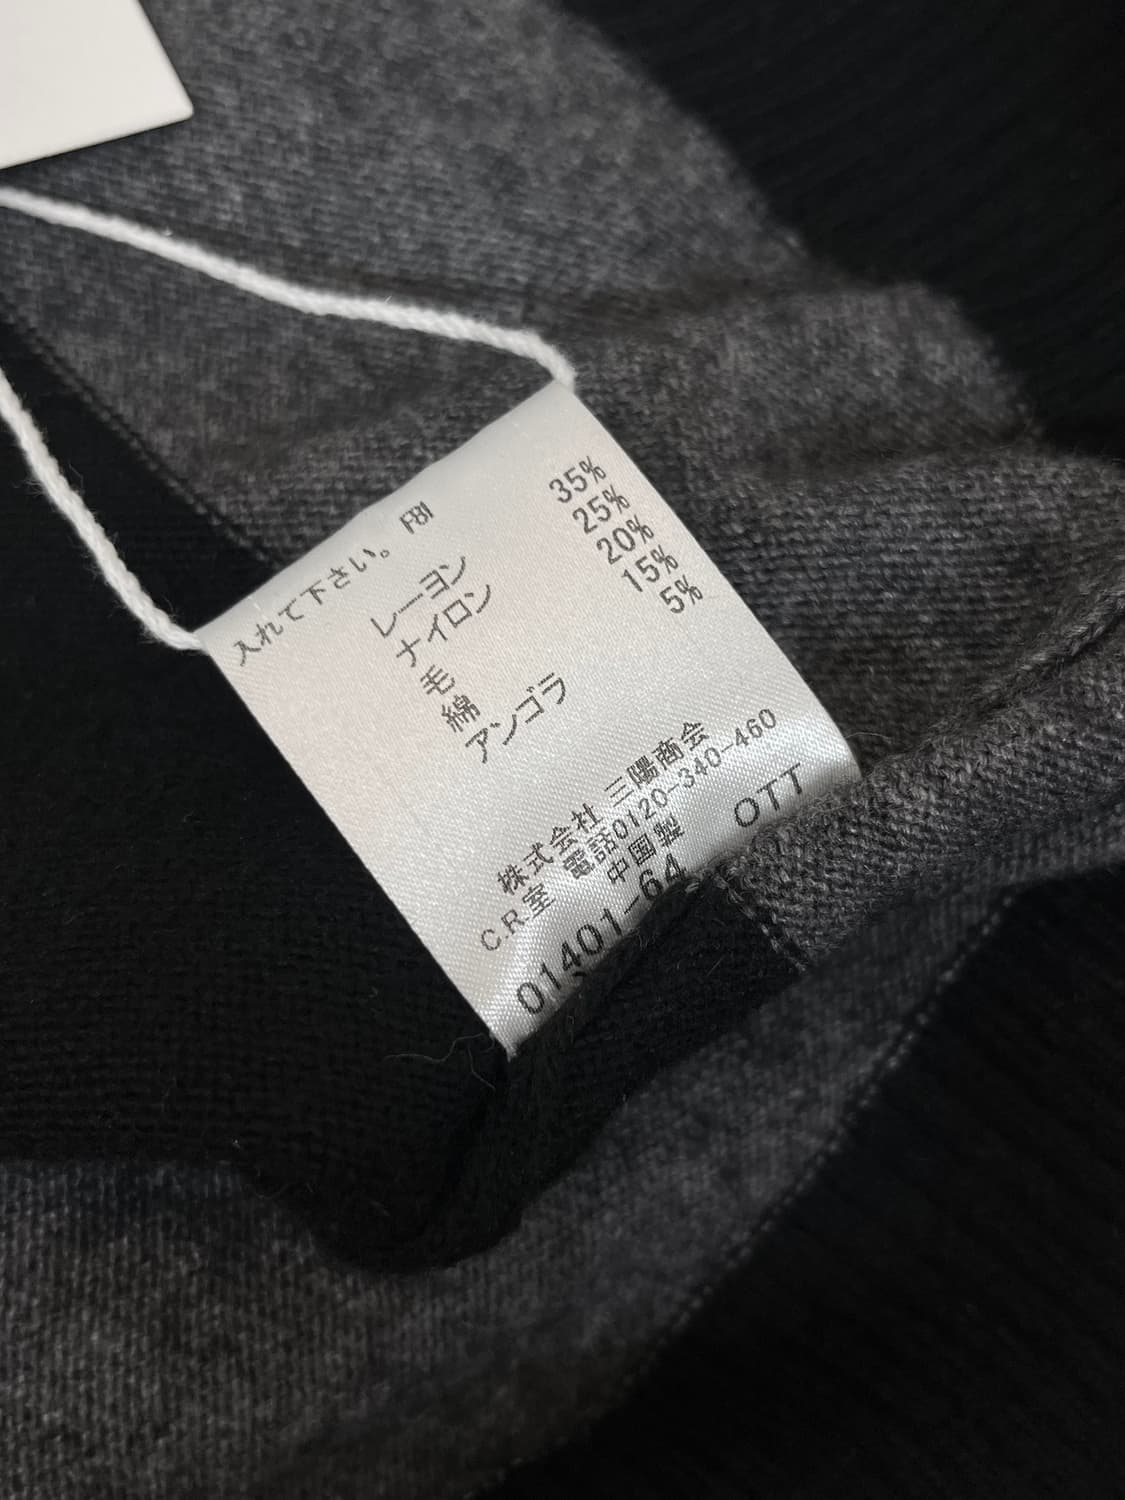 入れて下さい。 F81
レーヨン 35%
ナイロン 25%
毛 20%
綿 15%
アンゴラ 5%
株式会社 三陽商会
C.R.室 電話0120-340-460
中国製
01401-64 OTT